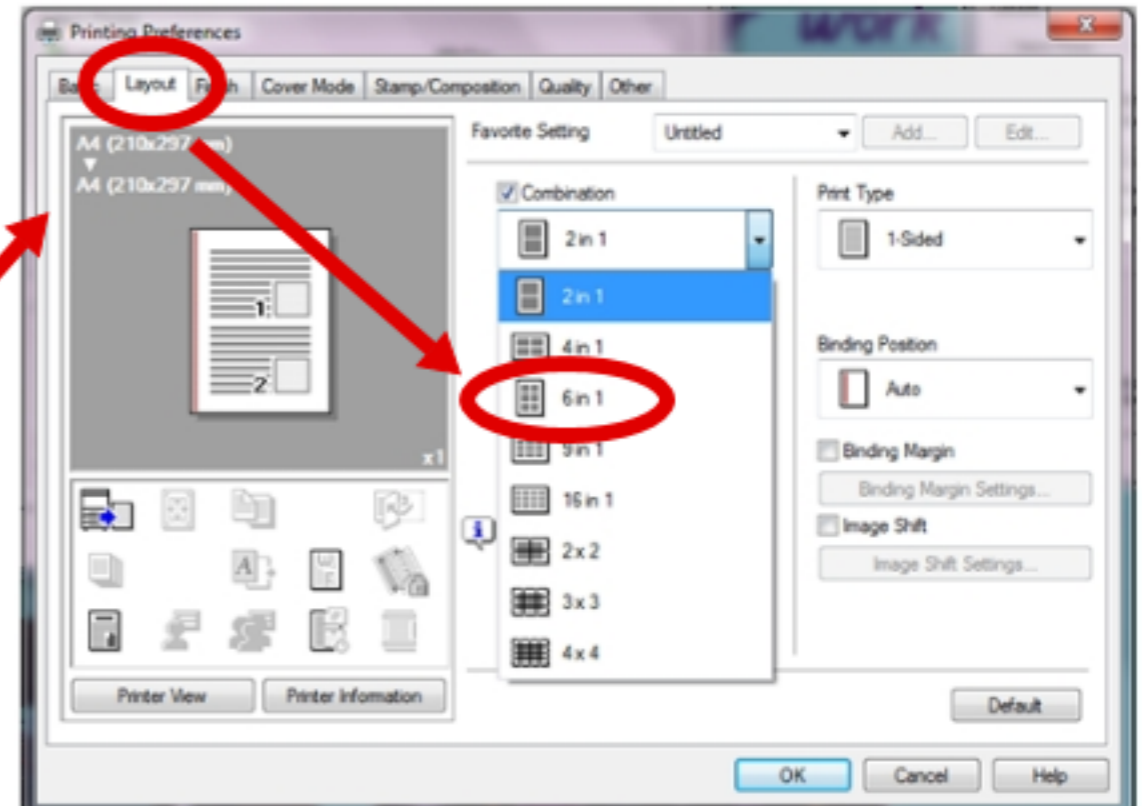 Printing Preferences
work
Layout Cover Mode Stamp/Composition Quality Other
A4 (210x297 mm)
A4 (210x297 mm)
1
2
x1
Printer View Printer Information
Favorite Setting Untitled Add... Edit...
Combination
2 in 1
2 in 1
4 in 1
6 in 1
9 in 1
16 in 1
2 x 2
3 x 3
4 x 4
Print Type
1-Sided
Binding Position
Auto
Binding Margin
Binding Margin Settings...
Image Shift
Image Shift Settings...
Default
OK Cancel Help